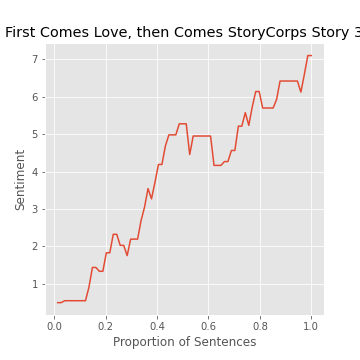 First Comes Love, then Comes StoryCorps Story 3
7
6
5
4
3
2
1
Sentiment
0.0 0.2 0.4 0.6 0.8 1.0
Proportion of Sentences